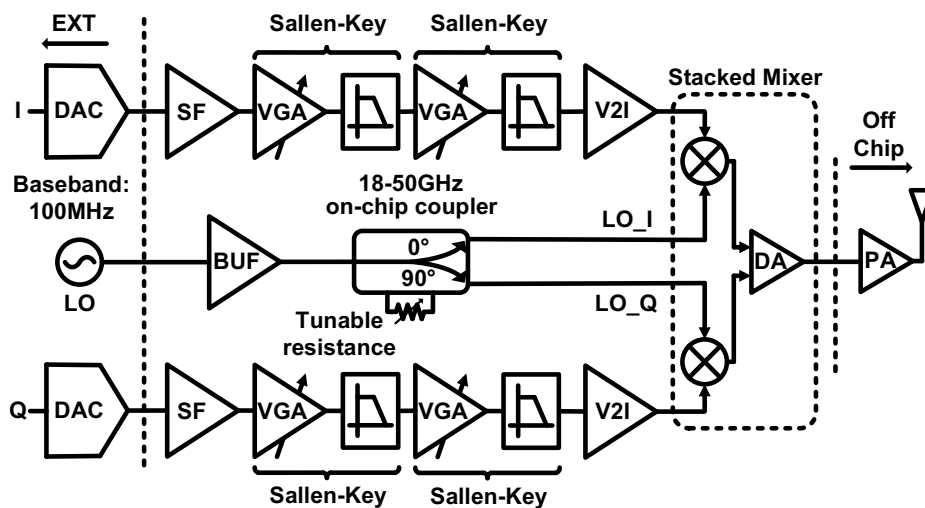 EXT
Sallen-Key
Sallen-Key
Stacked Mixer
I
DAC
SF
VGA
VGA
V2I
Off
Chip
Baseband:
100MHz
18-50GHz
on-chip coupler
LO_I
LO
BUF
0°
90°
DA
PA
LO_Q
Tunable
resistance
Q
DAC
SF
VGA
VGA
V2I
Sallen-Key
Sallen-Key